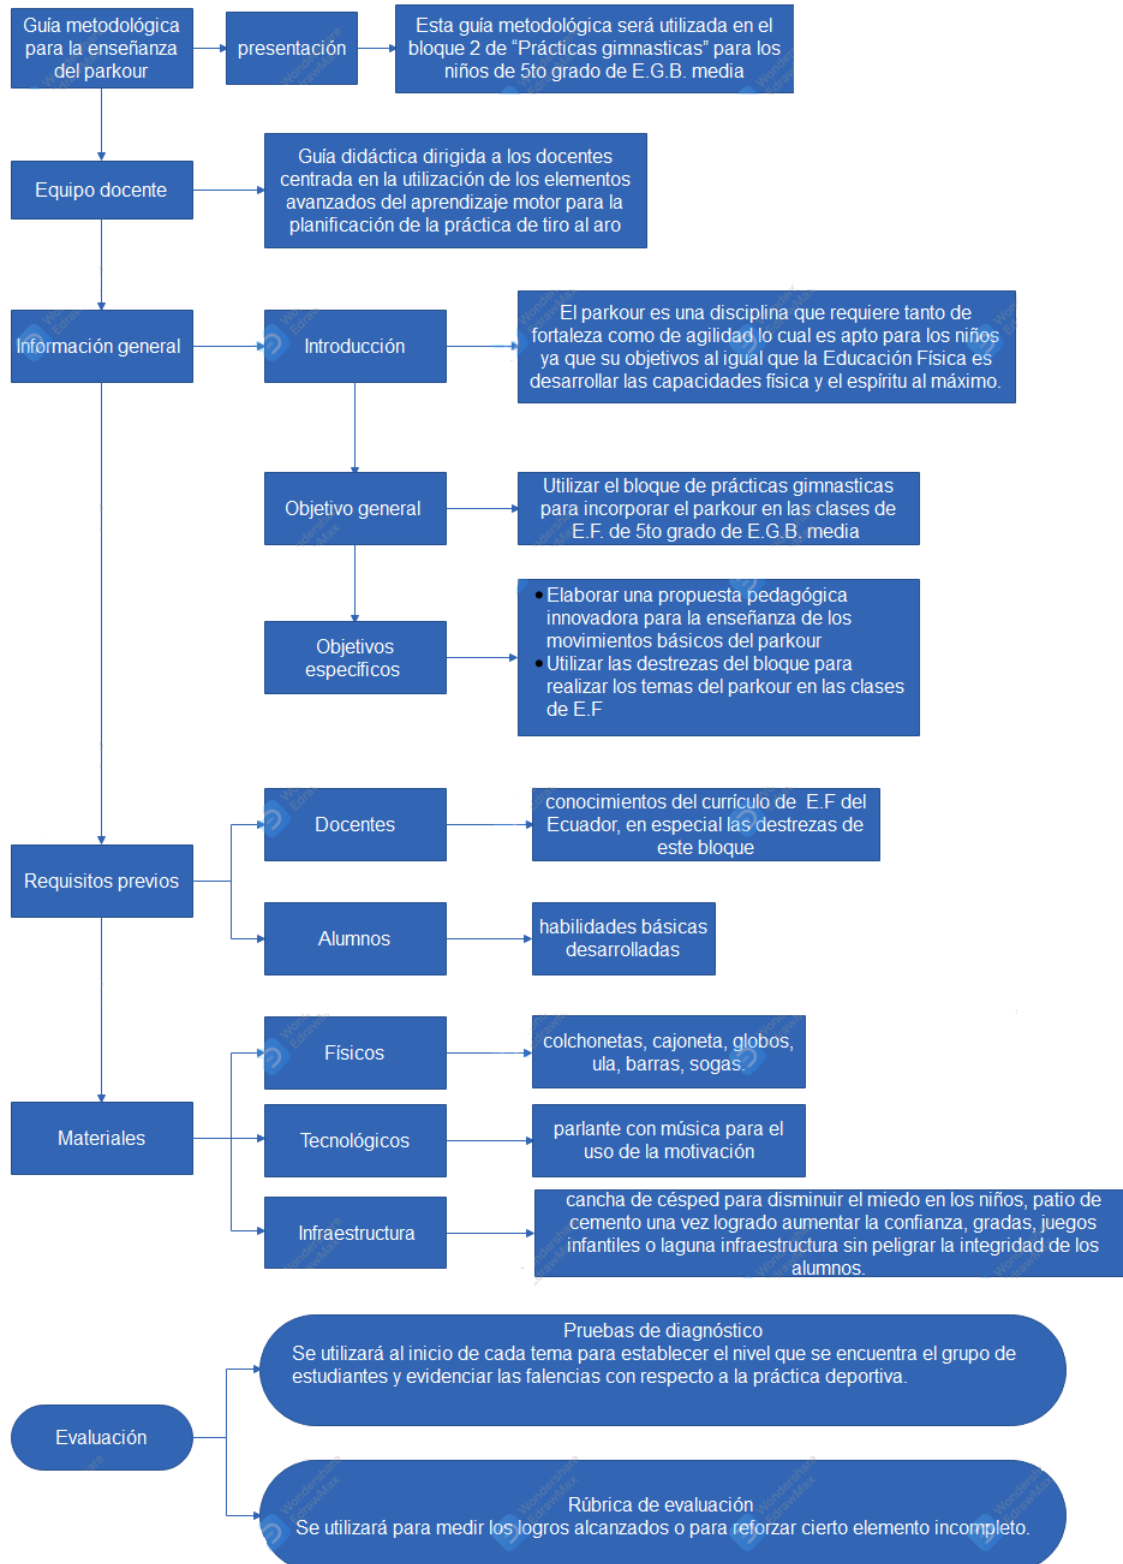 Guía metodológica
para la enseñanza
del parkour
presentación
Esta guía metodológica será utilizada en el
bloque 2 de “Prácticas gimnasticas” para los
niños de 5to grado de E.G.B. media
Equipo docente
Guía didáctica dirigida a los docentes
centrada en la utilización de los elementos
avanzados del aprendizaje motor para la
planificación de la práctica de tiro al aro
Información general
Introducción
El parkour es una disciplina que requiere tanto de
fortaleza como de agilidad lo cual es apto para los niños
ya que su objetivos al igual que la Educación Física es
desarrollar las capacidades física y el espíritu al máximo.
Objetivo general
Utilizar el bloque de prácticas gimnasticas
para incorporar el parkour en las clases de
E.F. de 5to grado de E.G.B. media
Objetivos
específicos
• Elaborar una propuesta pedagógica
innovadora para la enseñanza de los
movimientos básicos del parkour
• Utilizar las destrezas del bloque para
realizar los temas del parkour en las clases
de E.F
Requisitos previos
Docentes
conocimientos del currículo de E.F del
Ecuador, en especial las destrezas de
este bloque
Alumnos
habilidades básicas
desarrolladas
Materiales
Físicos
colchonetas, cajoneta, globos,
ula, barras, sogas.
Tecnológicos
parlante con música para el
uso de la motivación
Infraestructura
cancha de césped para disminuir el miedo en los niños, patio de
cemento una vez logrado aumentar la confianza, gradas, juegos
infantiles o laguna infraestructura sin peligrar la integridad de los
alumnos.
Evaluación
Pruebas de diagnóstico
Se utilizará al inicio de cada tema para establecer el nivel que se encuentra el grupo de
estudiantes y evidenciar las falencias con respecto a la práctica deportiva.
Rúbrica de evaluación
Se utilizará para medir los logros alcanzados o para reforzar cierto elemento incompleto.
Wondershare
EdrawMax